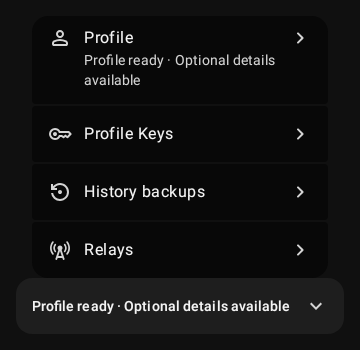 Profile
Profile ready · Optional details
available
Profile Keys
History backups
Relays
Profile ready · Optional details available